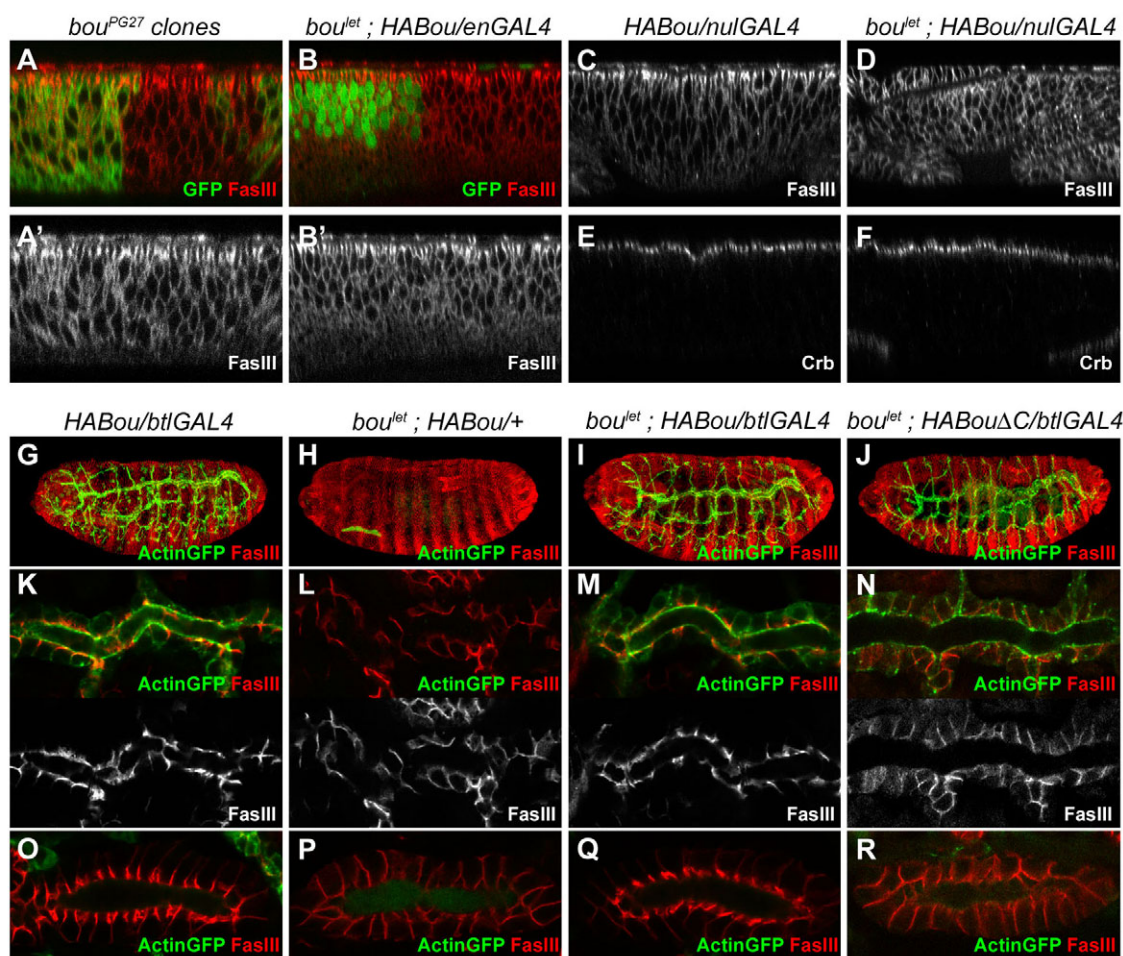 bou^PG27 clones
bou^let ; HABou/enGAL4
HABou/nulGAL4
bou^let ; HABou/nulGAL4
A
GFP FasIII
B
GFP FasIII
C
FasIII
D
FasIII
A'
FasIII
B'
FasIII
E
Crb
F
Crb
HABou/btlGAL4
bou^let ; HABou/+
bou^let ; HABou/btlGAL4
bou^let ; HABouΔC/btlGAL4
G
ActinGFP FasIII
H
ActinGFP FasIII
I
ActinGFP FasIII
J
ActinGFP FasIII
K
ActinGFP FasIII
L
ActinGFP FasIII
M
ActinGFP FasIII
N
ActinGFP FasIII
FasIII
FasIII
FasIII
FasIII
O
ActinGFP FasIII
P
ActinGFP FasIII
Q
ActinGFP FasIII
R
ActinGFP FasIII